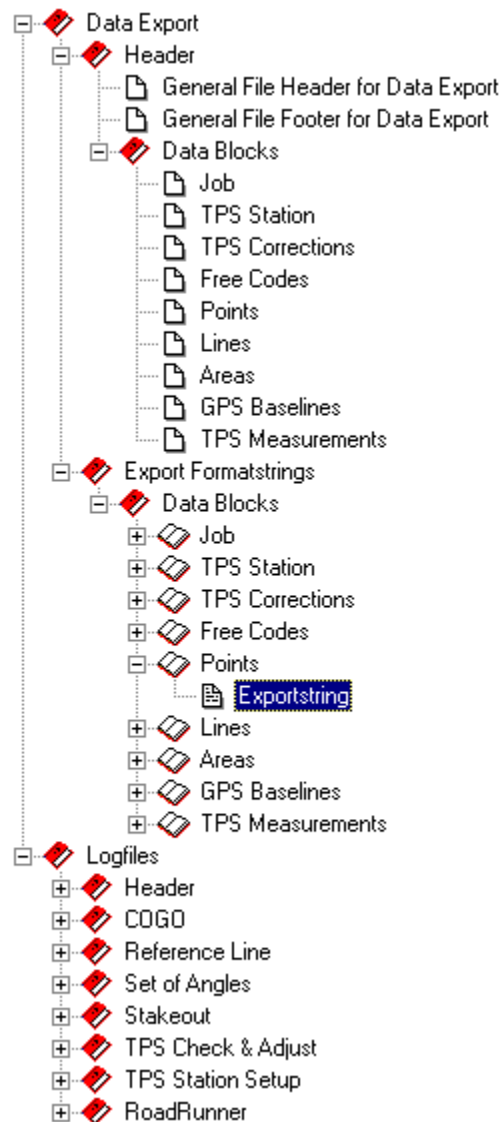 Data Export
Header
General File Header for Data Export
General File Footer for Data Export
Data Blocks
Job
TPS Station
TPS Corrections
Free Codes
Points
Lines
Areas
GPS Baselines
TPS Measurements
Export Formatstrings
Data Blocks
Job
TPS Station
TPS Corrections
Free Codes
Points
Exportstring
Lines
Areas
GPS Baselines
TPS Measurements
Logfiles
Header
COGO
Reference Line
Set of Angles
Stakeout
TPS Check & Adjust
TPS Station Setup
RoadRunner